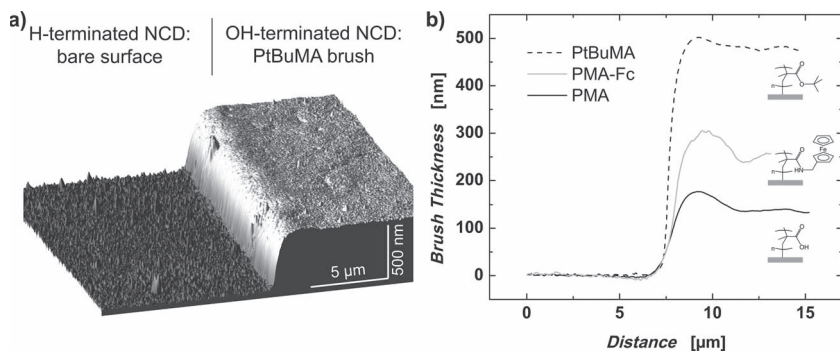 a)
H-terminated NCD:
bare surface
OH-terminated NCD:
PtBuMA brush
5 µm
500 nm
b)
Brush Thickness [nm]
500
400
300
200
100
0
PtBuMA
PMA-Fc
PMA
n
O
O
Fe
n
O
HN
n
O
OH
0
5
10
15
Distance [µm]